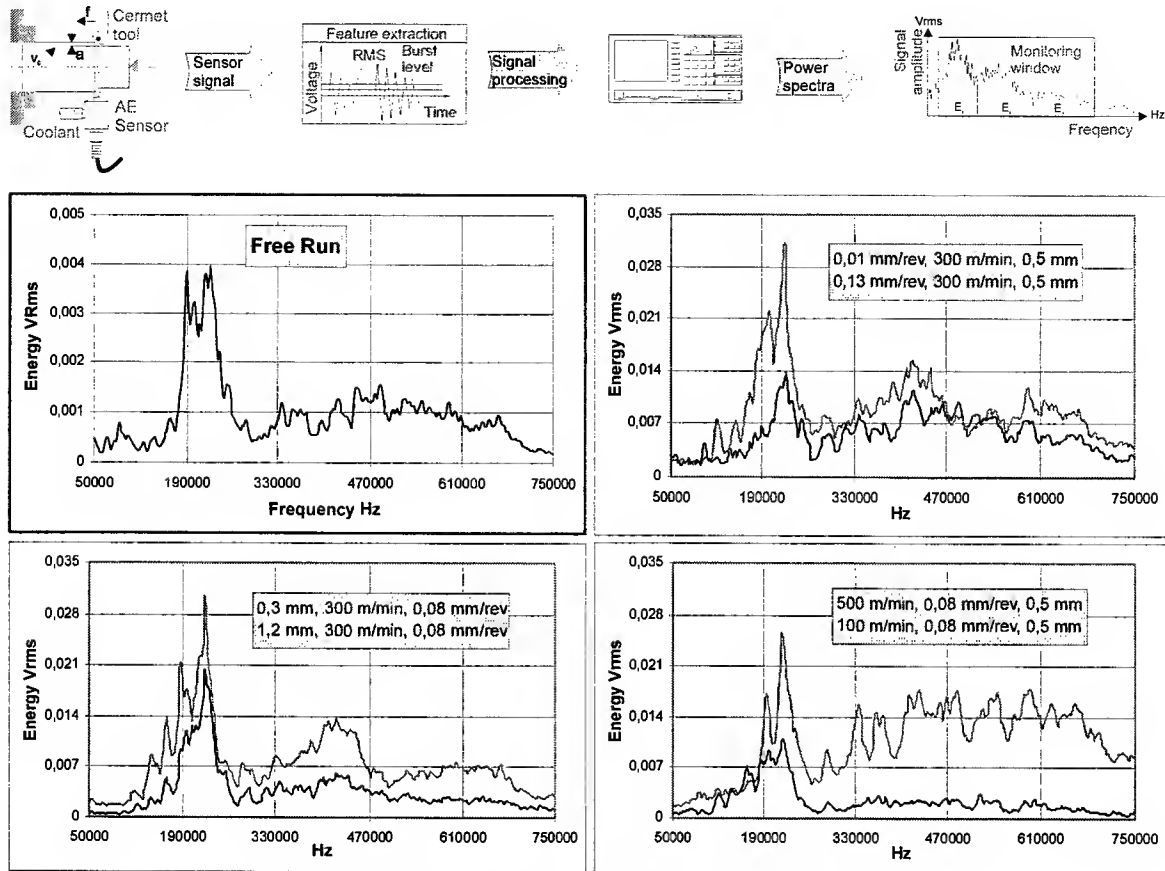 f
Cermet
tool
a
AE
Sensor
Coolant
Sensor
signal
Feature extraction
RMS
Burst
level
Voltage
Time
Signal
processing
Power
spectra
Vrms
Signal
amplitude
Monitoring
window
E
E
E
Hz
Freqency
Free Run
0,005
0,004
0,003
0,002
0,001
0
Energy VRms
50000 190000 330000 470000 610000 750000
Frequency Hz
0,01 mm/rev, 300 m/min, 0,5 mm
0,13 mm/rev, 300 m/min, 0,5 mm
0,035
0,028
0,021
0,014
0,007
0
Energy Vrms
50000 190000 330000 470000 610000 750000
Hz
0,3 mm, 300 m/min, 0,08 mm/rev
1,2 mm, 300 m/min, 0,08 mm/rev
0,035
0,028
0,021
0,014
0,007
0
Energy Vrms
50000 190000 330000 470000 610000 750000
Hz
500 m/min, 0,08 mm/rev, 0,5 mm
100 m/min, 0,08 mm/rev, 0,5 mm
0,035
0,028
0,021
0,014
0,007
0
Energy Vrms
50000 190000 330000 470000 610000 750000
Hz